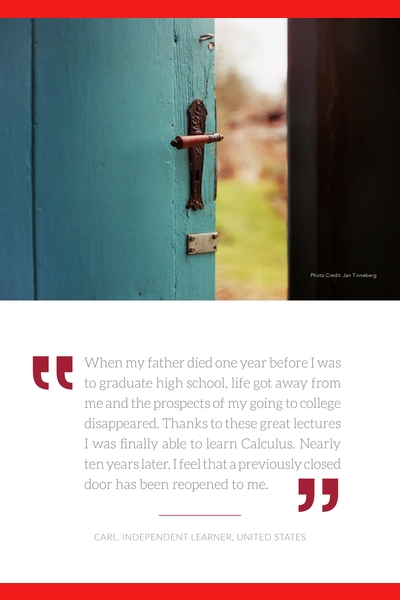 Photo Credit: Jan Tinneberg
“ When my father died one year before I was
to graduate high school, life got away from
me and the prospects of my going to college
disappeared. Thanks to these great lectures
I was finally able to learn Calculus. Nearly
ten years later, I feel that a previously closed
door has been reopened to me. ”
CARL, INDEPENDENT LEARNER, UNITED STATES